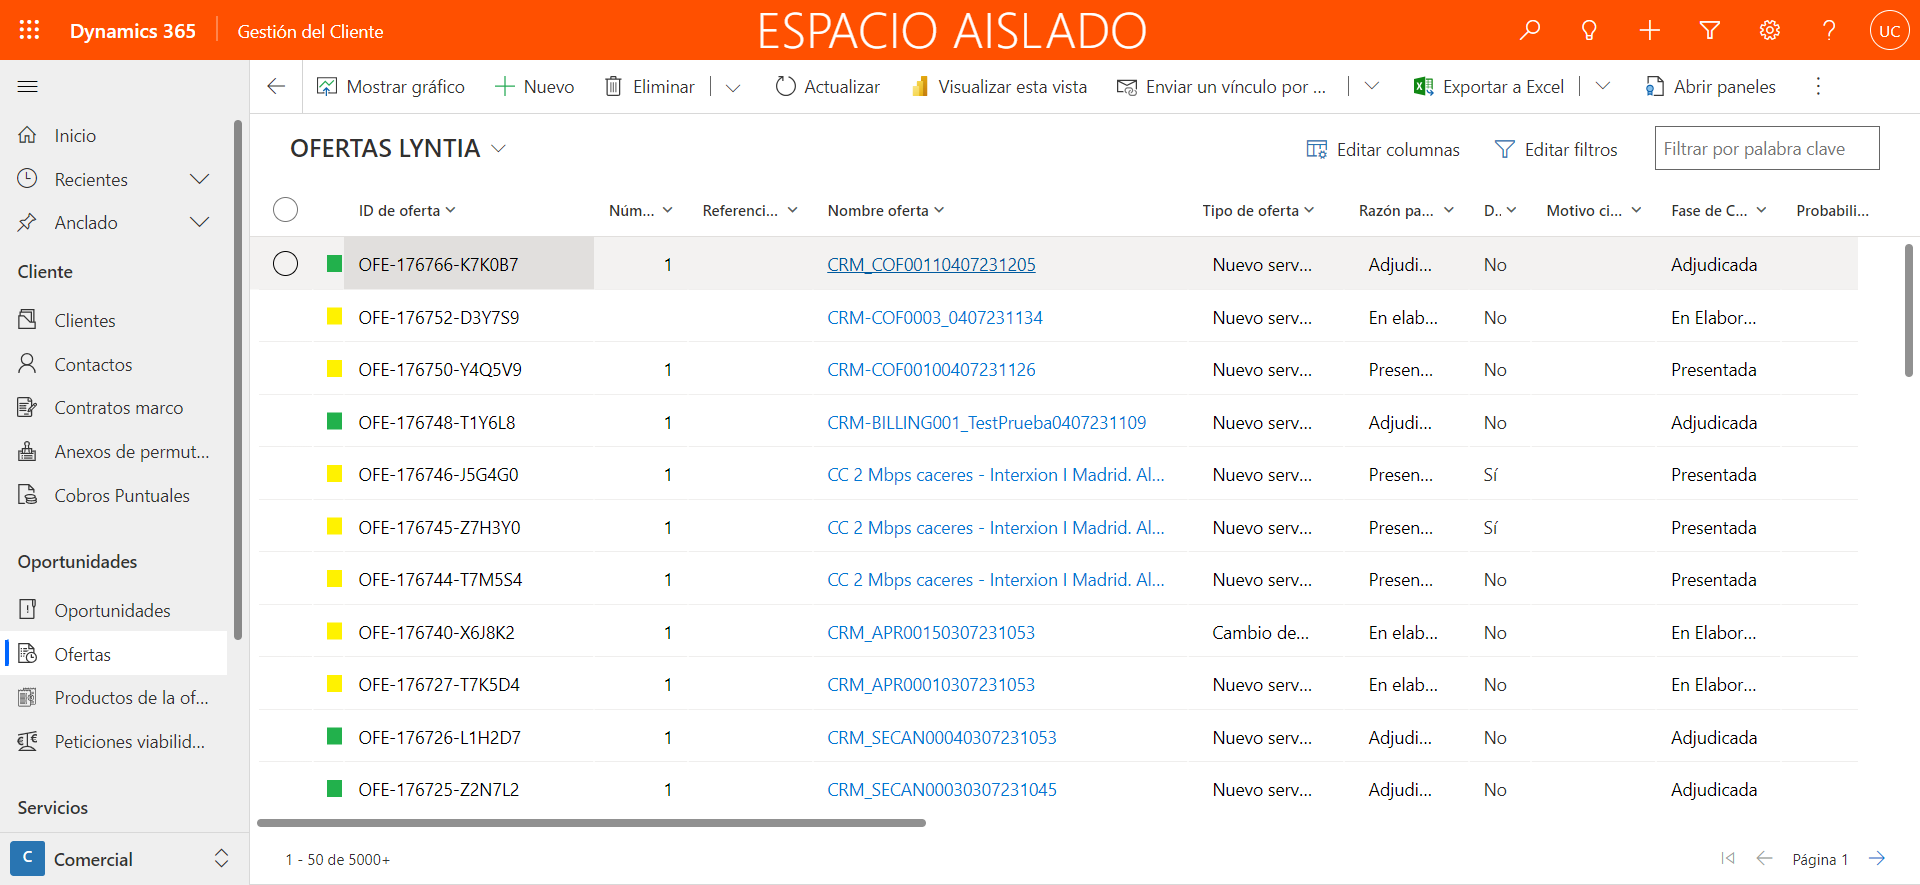 Dynamics 365 Gestión del Cliente ESPACIO AISLADO UC
Mostrar gráfico Nuevo Eliminar Actualizar Visualizar esta vista Enviar un vínculo por ... Exportar a Excel Abrir paneles
Inicio
Recientes
Anclado
Cliente
Clientes
Contactos
Contratos marco
Anexos de permut...
Cobros Puntuales
Oportunidades
Oportunidades
Ofertas
Productos de la of...
Peticiones viabilid...
Servicios
C Comercial
OFERTAS LYNTIA Editar columnas Editar filtros Filtrar por palabra clave
ID de oferta Núm... Referenci... Nombre oferta Tipo de oferta Razón pa... D.. Motivo ci... Fase de C... Probabili...
OFE-176766-K7K0B7 1 CRM_COF00110407231205 Nuevo serv... Adjudi... No Adjudicada
OFE-176752-D3Y7S9 CRM-COF0003_0407231134 Nuevo serv... En elab... No En Elabor...
OFE-176750-Y4Q5V9 1 CRM-COF00100407231126 Nuevo serv... Presen... No Presentada
OFE-176748-T1Y6L8 1 CRM-BILLING001_TestPrueba0407231109 Nuevo serv... Adjudi... No Adjudicada
OFE-176746-J5G4G0 1 CC 2 Mbps caceres - Interxion I Madrid. Al... Nuevo serv... Presen... Sí Presentada
OFE-176745-Z7H3Y0 1 CC 2 Mbps caceres - Interxion I Madrid. Al... Nuevo serv... Presen... Sí Presentada
OFE-176744-T7M5S4 1 CC 2 Mbps caceres - Interxion I Madrid. Al... Nuevo serv... Presen... No Presentada
OFE-176740-X6J8K2 1 CRM_APR00150307231053 Cambio de... En elab... No En Elabor...
OFE-176727-T7K5D4 1 CRM_APR00010307231053 Nuevo serv... En elab... No En Elabor...
OFE-176726-L1H2D7 1 CRM_SECAN00040307231053 Nuevo serv... Adjudi... No Adjudicada
OFE-176725-Z2N7L2 1 CRM_SECAN00030307231045 Nuevo serv... Adjudi... No Adjudicada
1 - 50 de 5000+ Página 1